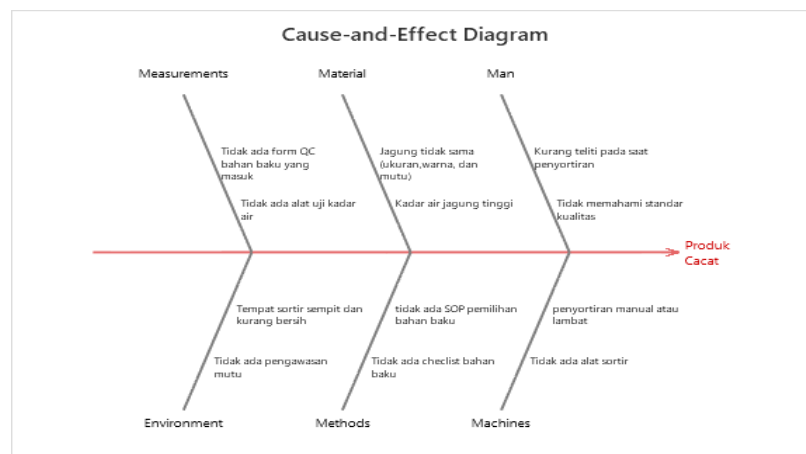 Cause-and-Effect Diagram
Measurements
Material
Man
Tidak ada form QC
bahan baku yang
masuk
Jagung tidak sama
(ukuran,warna, dan
mutu)
Kurang teliti pada saat
penyortiran
Tidak ada alat uji kadar
air
Kadar air jagung tinggi
Tidak memahami standar
kualitas
Produk
Cacat
Tempat sortir sempit dan
kurang bersih
tidak ada SOP pemilihan
bahan baku
penyortiran manual atau
lambat
Tidak ada pengawasan
mutu
Tidak ada checlist bahan
baku
Tidak ada alat sortir
Environment
Methods
Machines